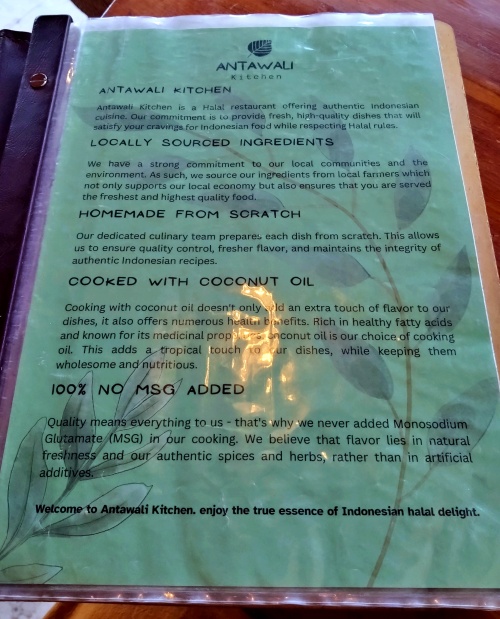 ANTAWALI
Kitchen
ANTAWALI KITCHEN
Antawali Kitchen is a Halal restaurant offering authentic Indonesian
cuisine. Our commitment is to provide fresh, high-quality dishes that will
satisfy your cravings for Indonesian food while respecting Halal rules.
LOCALLY SOURCED INGREDIENTS
We have a strong commitment to our local communities and the
environment. As such, we source our ingredients from local farmers which
not only supports our local economy but also ensures that you are served
the freshest and highest quality food.
HOMEMADE FROM SCRATCH
Our dedicated culinary team prepares each dish from scratch. This allows
us to ensure quality control, fresher flavor, and maintains the integrity of
authentic Indonesian recipes.
COOKED WITH COCONUT OIL
Cooking with coconut oil doesn't only add an extra touch of flavor to our
dishes, it also offers numerous health benefits. Rich in healthy fatty acids
and known for its medicinal coconut oil is our choice of cooking
oil. This adds a tropical touch to our dishes, while keeping them
wholesome and nutritious.
100% NO MSG ADDED
Quality means everything to us - that's why we never added Monosodium
Glutamate (MSG) in our cooking. We believe that flavor lies in natural
freshness and our authentic spices and herbs, rather than in artificial
additives.
Welcome to Antawali Kitchen. enjoy the true essence of Indonesian halal delight.